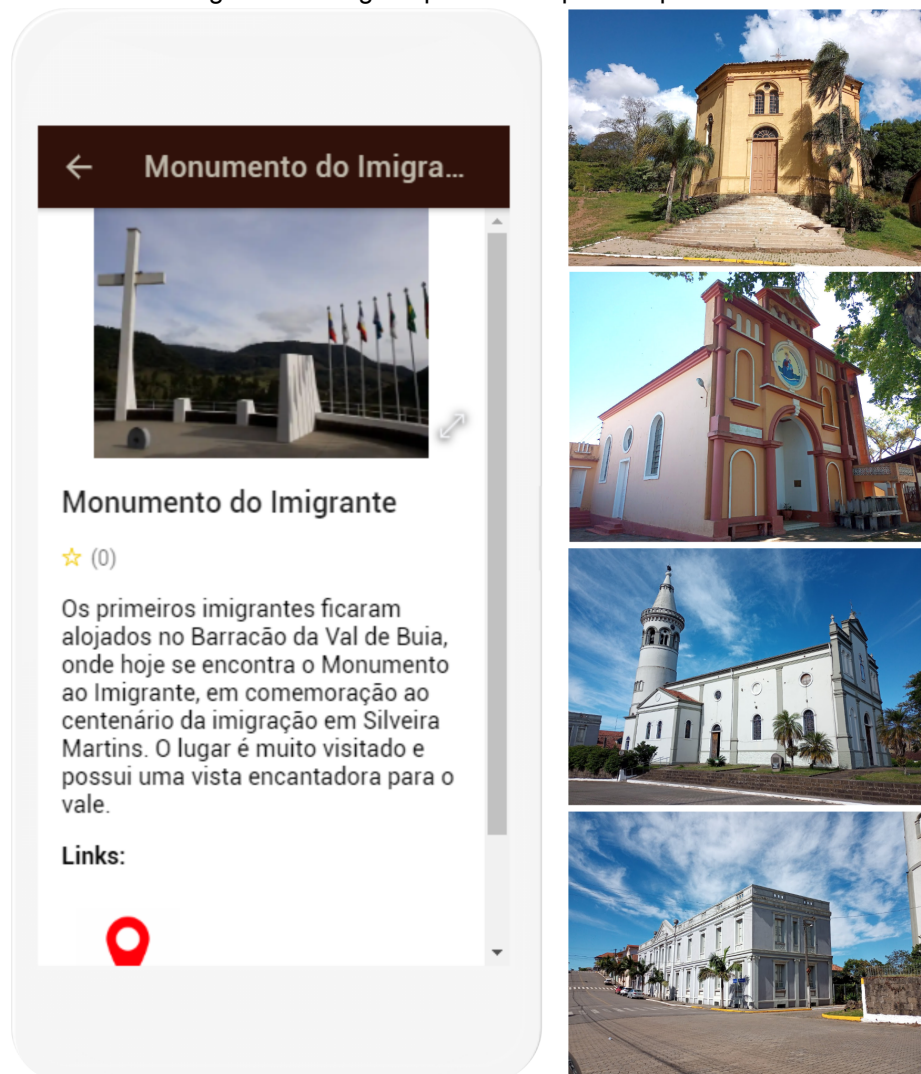 Monumento do Imigra...
Monumento do Imigrante
(0)
Os primeiros imigrantes ficaram
alojados no Barracão da Val de Buia,
onde hoje se encontra o Monumento
ao Imigrante, em comemoração ao
centenário da imigração em Silveira
Martins. O lugar é muito visitado e
possui uma vista encantadora para o
vale.
Links: